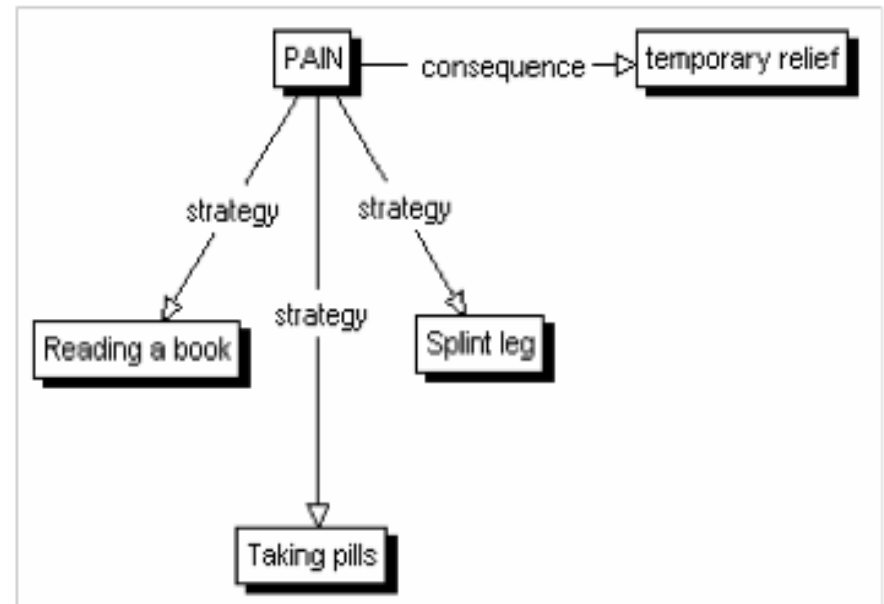 PAIN
consequence
temporary relief
strategy
strategy
strategy
Reading a book
Splint leg
Taking pills